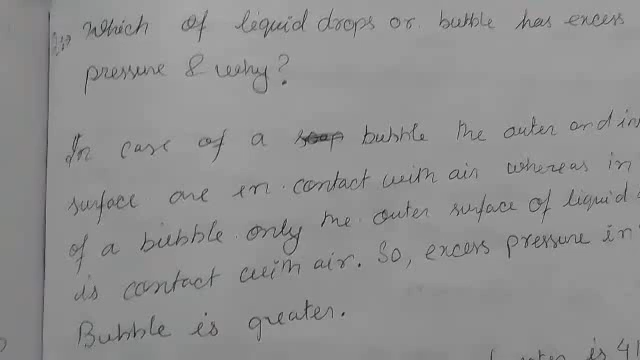 Which of liquid drops or bubble has excess
pressure & why?
In case of a soap bubble the outer and in
surface are in contact with air whereas in
of a bubble only the outer surface of liquid
is contact with air. So, excess pressure in
Bubble is greater.
is 4